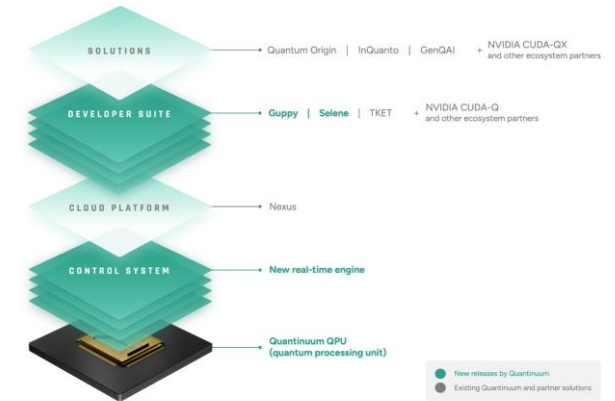 SOLUTIONS
Quantum Origin | InQuanto | GenQAI + NVIDIA CUDA-QX
and other ecosystem partners
DEVELOPER SUITE
Guppy | Selene | TKET + NVIDIA CUDA-Q
and other ecosystem partners
CLOUD PLATFORM
Nexus
CONTROL SYSTEM
New real-time engine
Quantinuum QPU
(quantum processing unit)
New releases by Quantinuum
Existing Quantinuum and partner solutions